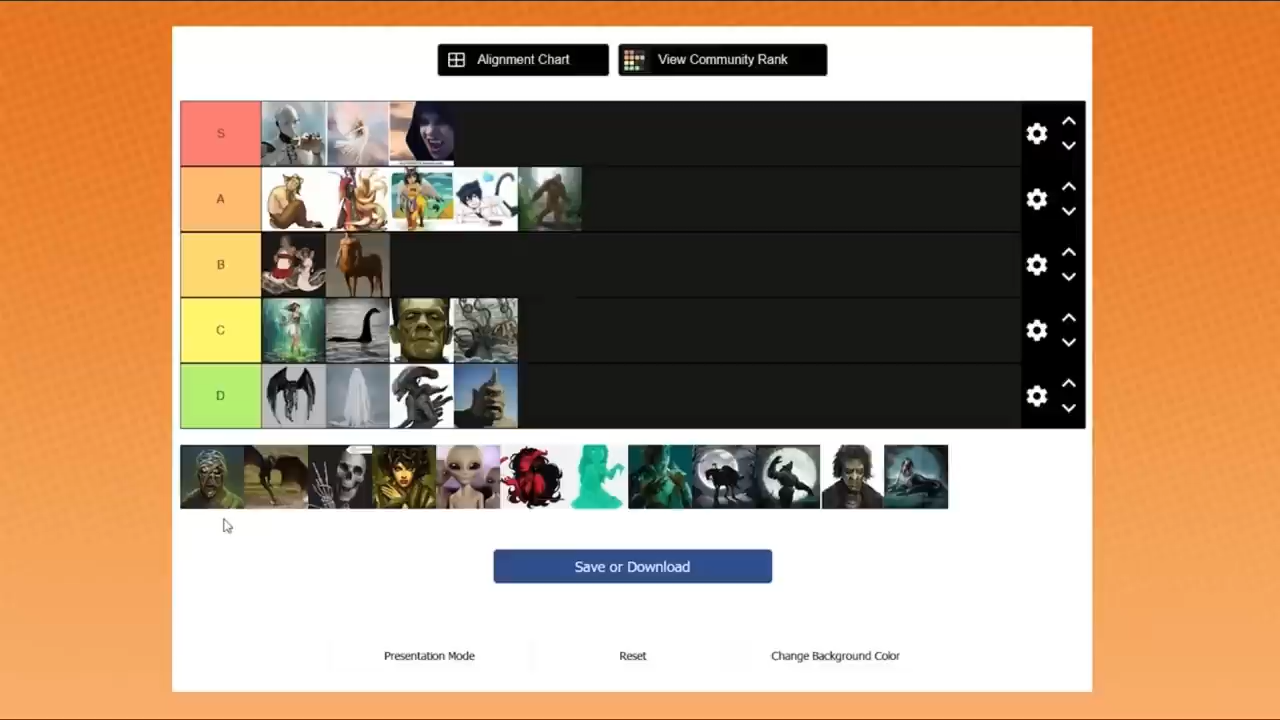 Alignment Chart
View Community Rank
S
A
B
C
D
Save or Download
Presentation Mode
Reset
Change Background Color